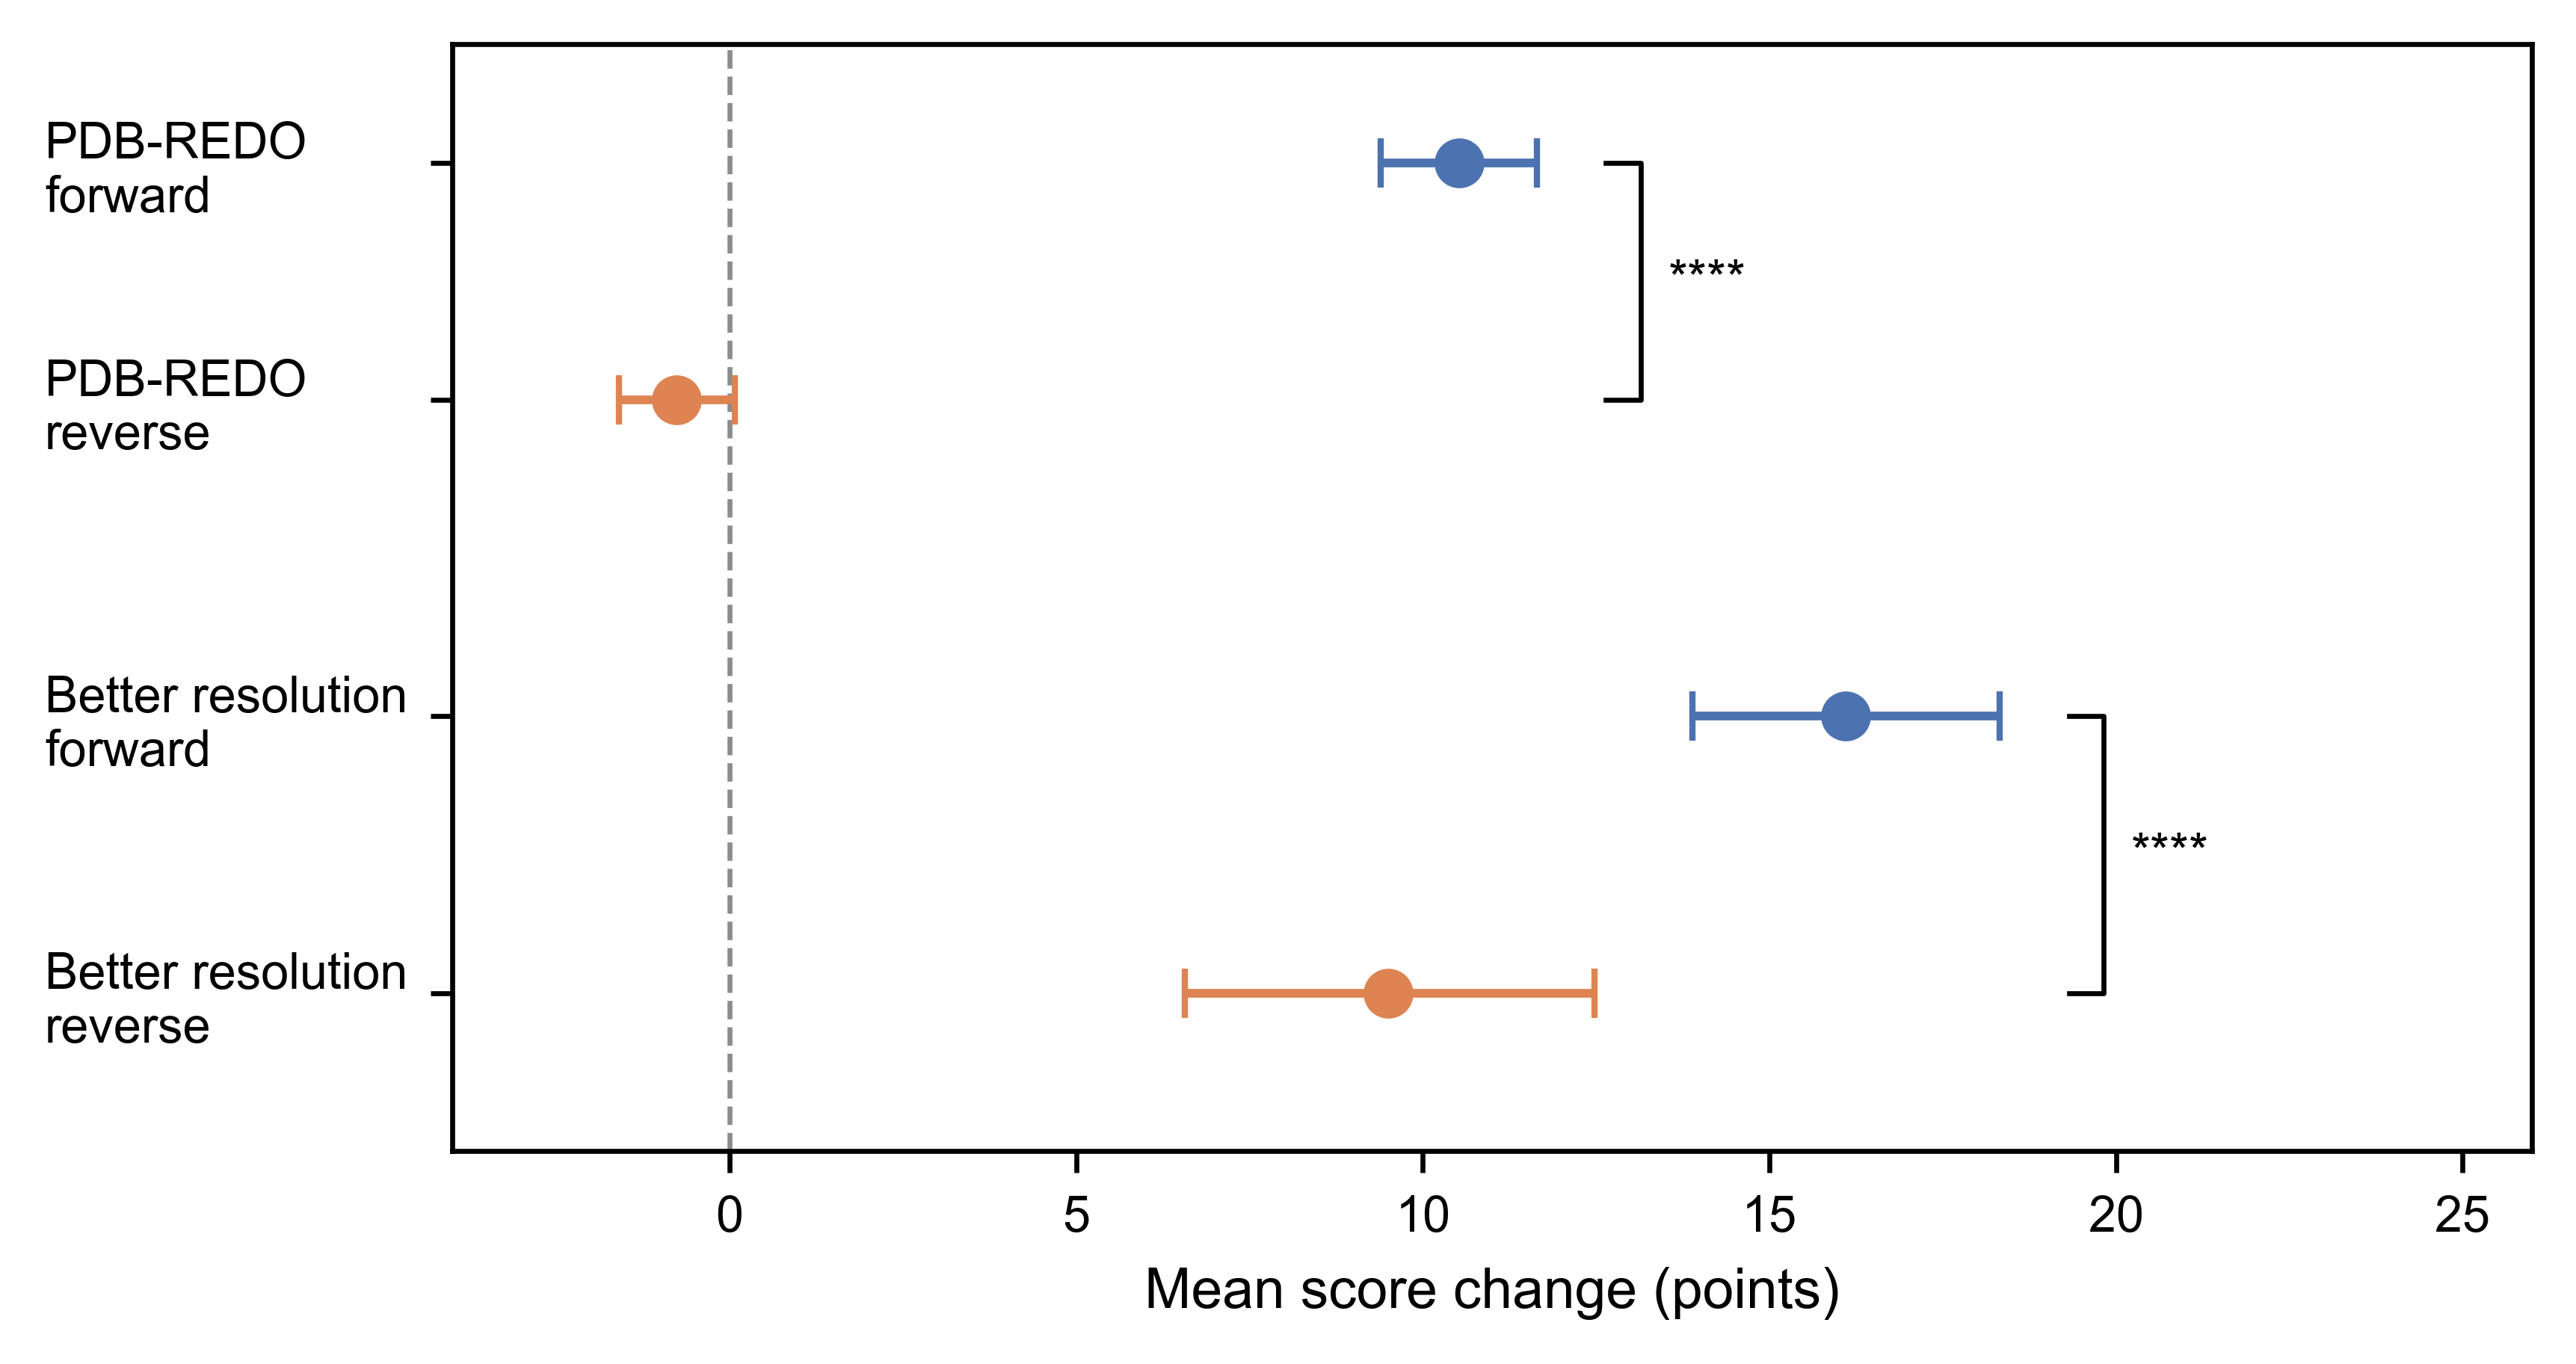 PDB-REDO
forward
****
PDB-REDO
reverse
Better resolution
forward
****
Better resolution
reverse
0 5 10 15 20 25
Mean score change (points)